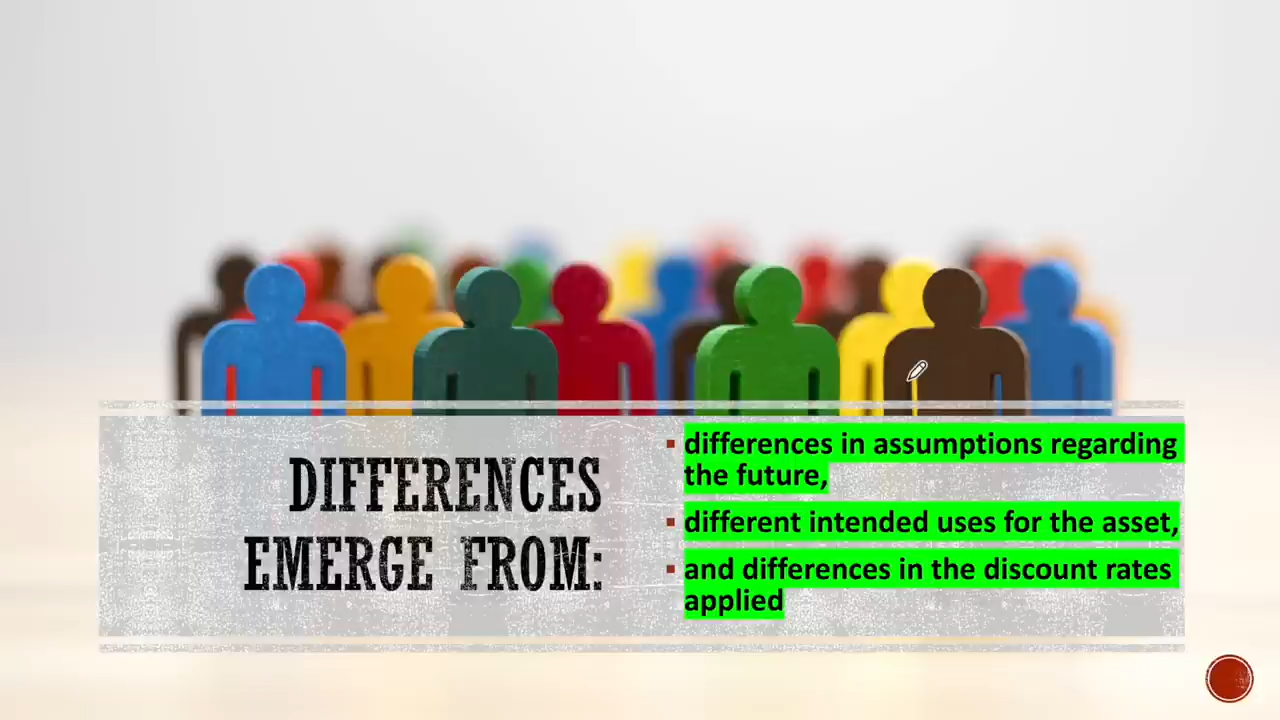 DIFFERENCES
EMERGE FROM:
differences in assumptions regarding
the future,
different intended uses for the asset,
and differences in the discount rates
applied